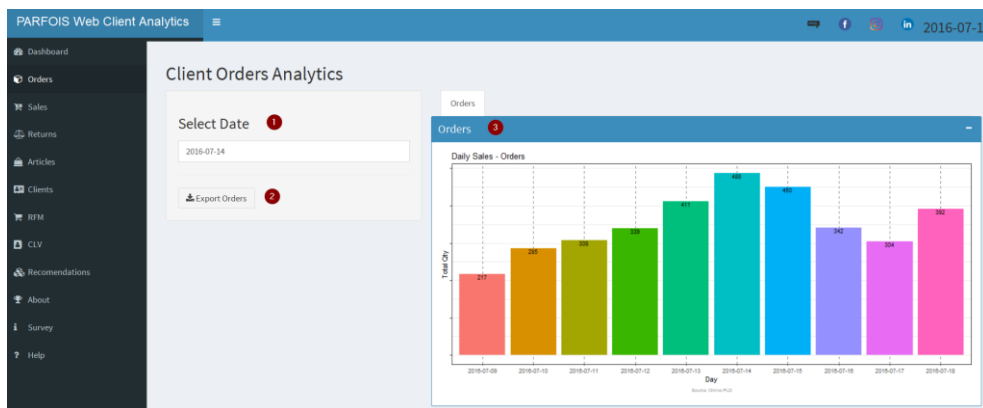 PARFOIS Web Client Analytics
2016-07-1
Dashboard
Orders
Sales
Returns
Articles
Clients
RFM
CLV
Recomendations
About
Survey
Help
Client Orders Analytics
Select Date 1
2016-07-14
Export Orders 2
Orders
Orders 3
Daily Sales - Orders
Total Qty
217 285 308 339 411 488 450 342 304 392
2016-07-09 2016-07-10 2016-07-11 2016-07-12 2016-07-13 2016-07-14 2016-07-15 2016-07-16 2016-07-17 2016-07-18
Day